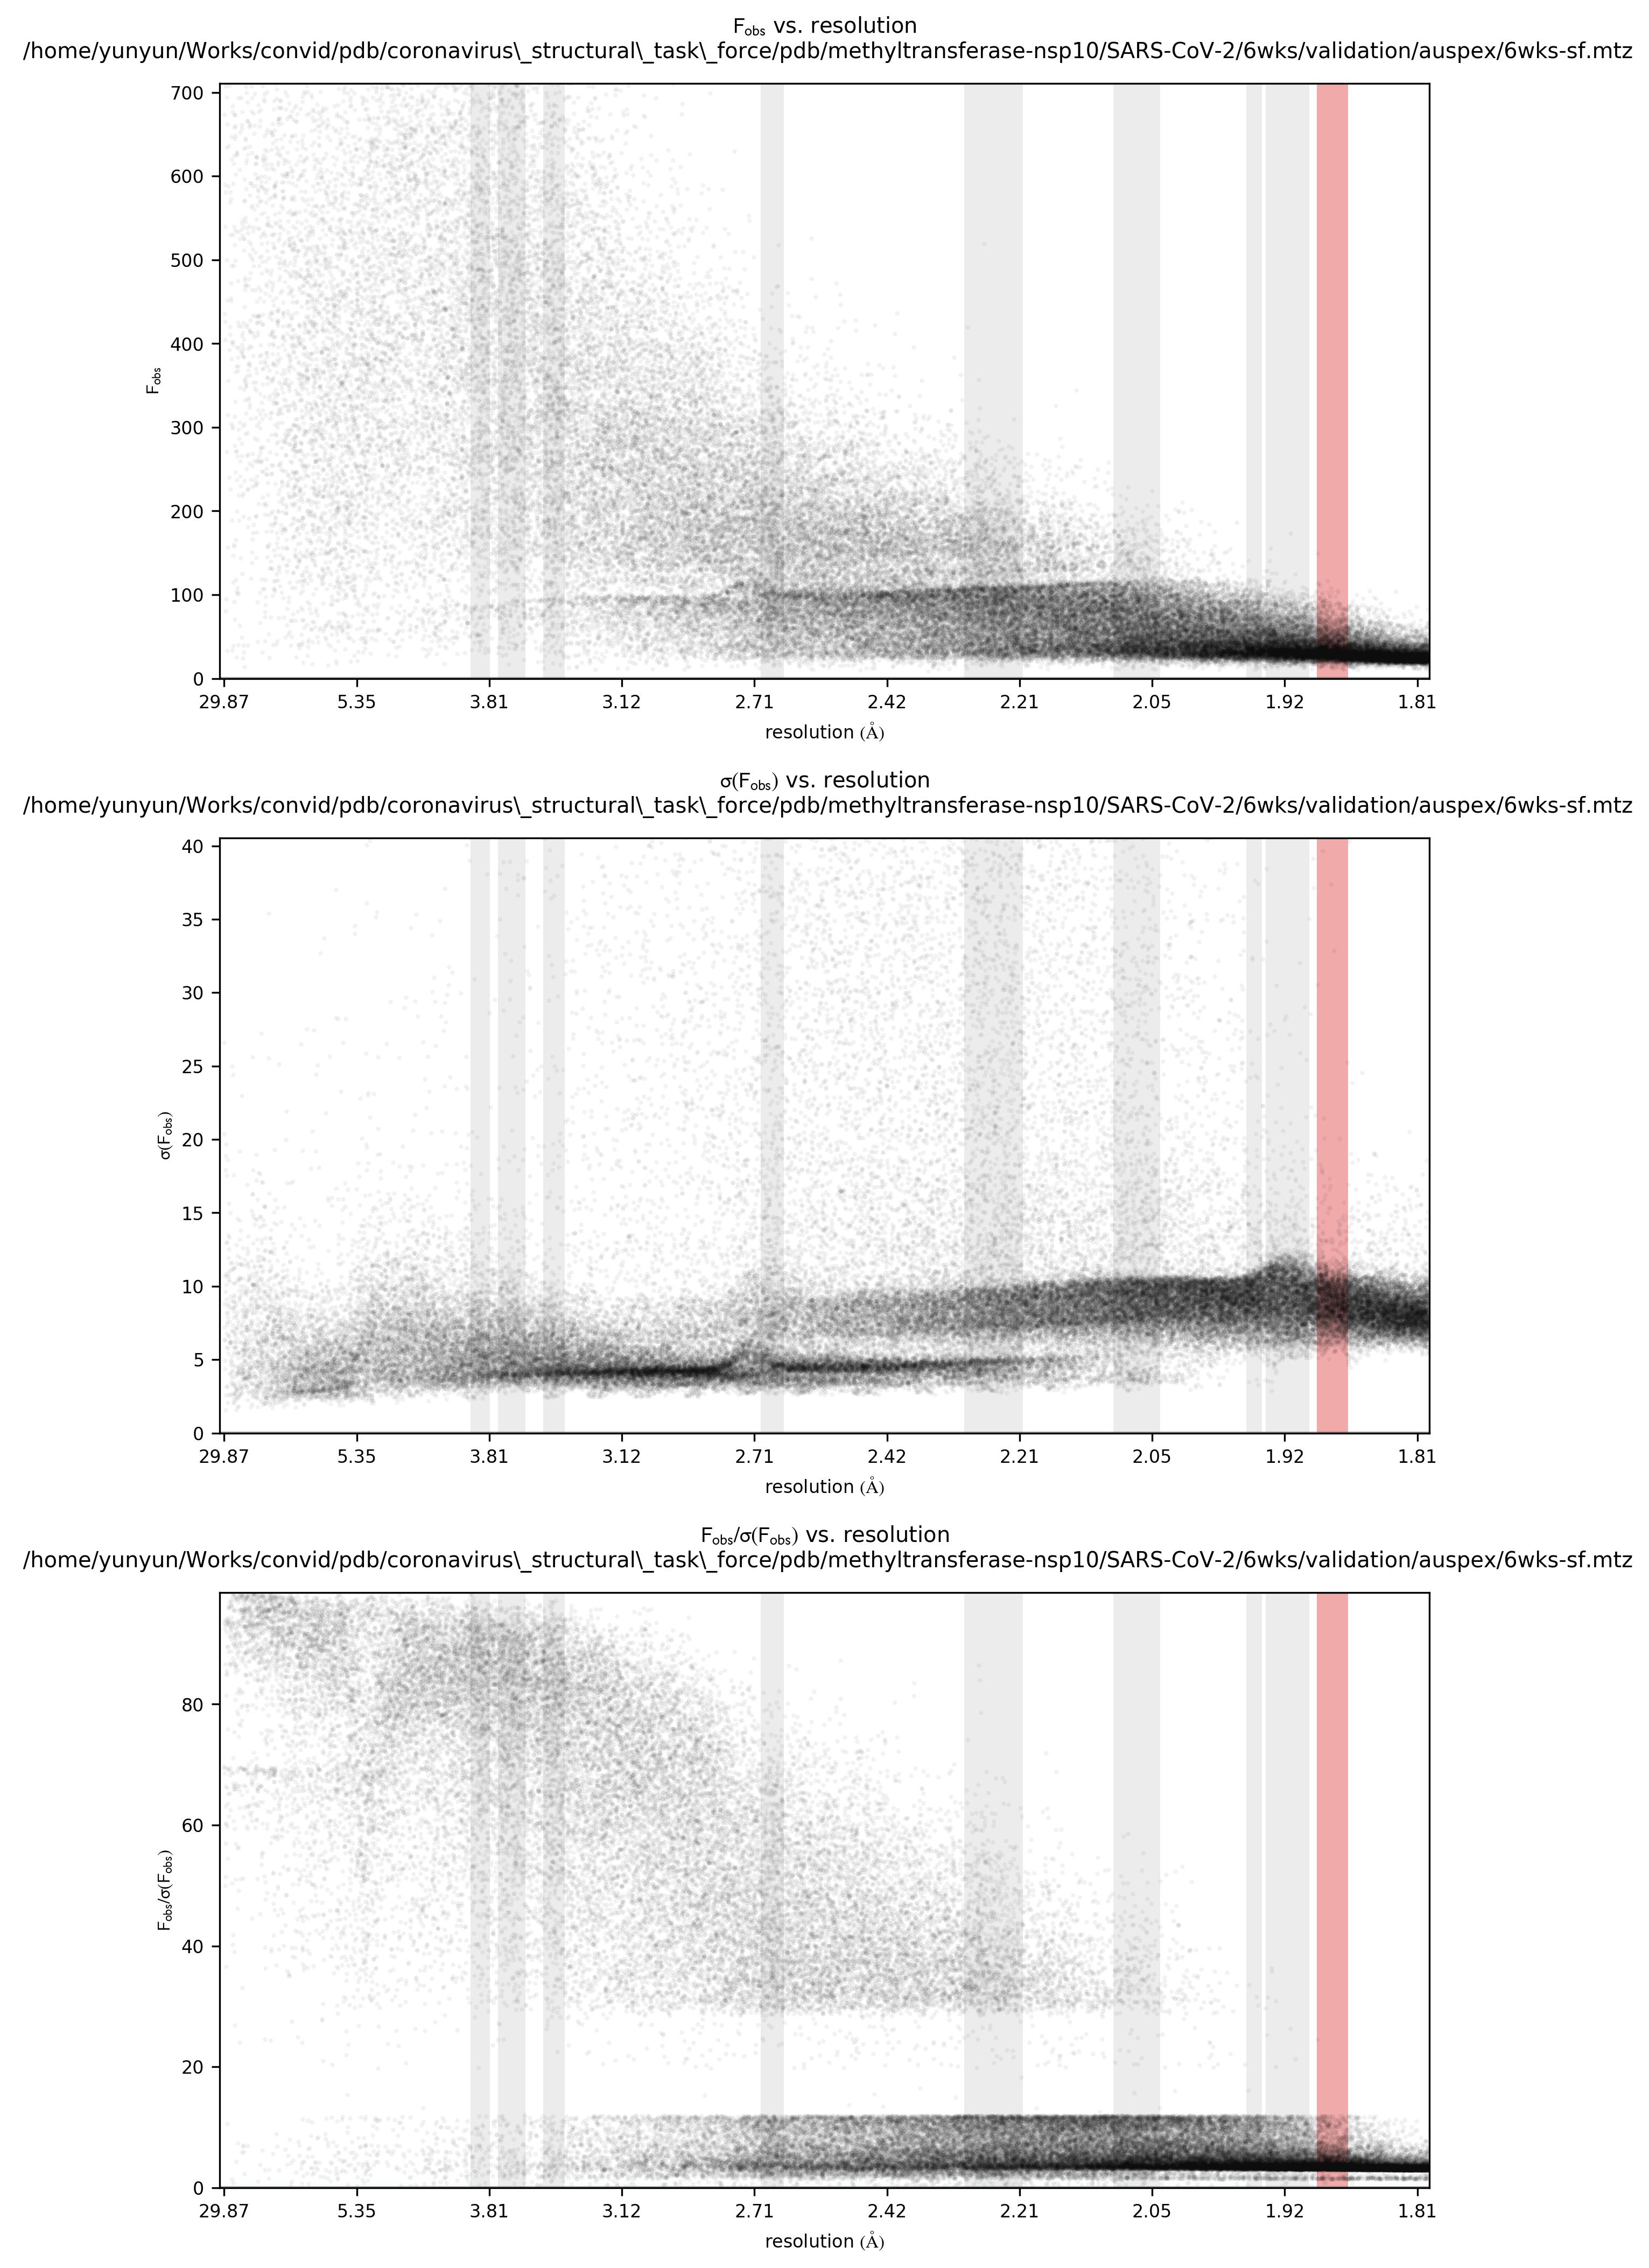 Fobs vs. resolution
/home/yunyun/Works/convid/pdb/coronavirus\_structural\_task\_force/pdb/methyltransferase-nsp10/SARS-CoV-2/6wks/validation/auspex/6wks-sf.mtz
700
600
500
400
300
200
100
0
Fobs
29.87 5.35 3.81 3.12 2.71 2.42 2.21 2.05 1.92 1.81
resolution (Å)
σ(Fobs) vs. resolution
/home/yunyun/Works/convid/pdb/coronavirus\_structural\_task\_force/pdb/methyltransferase-nsp10/SARS-CoV-2/6wks/validation/auspex/6wks-sf.mtz
40
35
30
25
20
15
10
5
0
σ(Fobs)
29.87 5.35 3.81 3.12 2.71 2.42 2.21 2.05 1.92 1.81
resolution (Å)
Fobs/σ(Fobs) vs. resolution
/home/yunyun/Works/convid/pdb/coronavirus\_structural\_task\_force/pdb/methyltransferase-nsp10/SARS-CoV-2/6wks/validation/auspex/6wks-sf.mtz
80
60
40
20
0
Fobs/σ(Fobs)
29.87 5.35 3.81 3.12 2.71 2.42 2.21 2.05 1.92 1.81
resolution (Å)